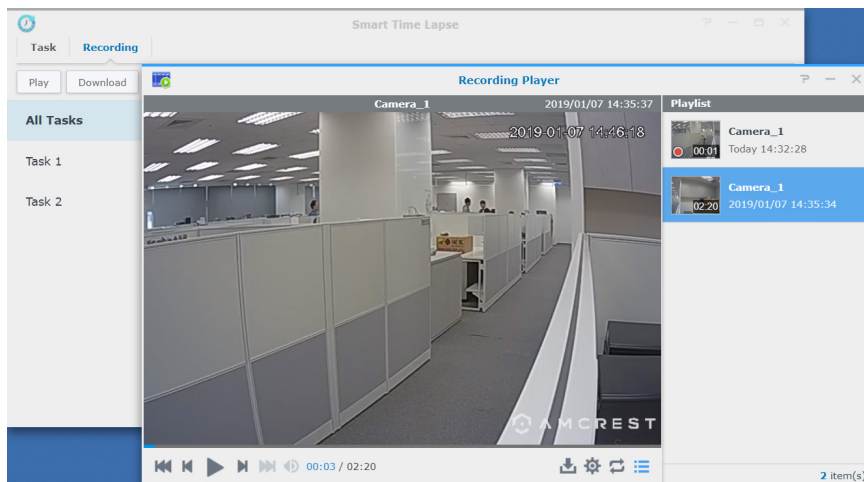 Smart Time Lapse
Task Recording
Play Download
All Tasks
Task 1
Task 2
Recording Player
Camera_1 2019/01/07 14:35:37
2019-01-07 14:46:18
AMCREST
00:03 / 02:20
Playlist
00:01
Camera_1
Today 14:32:28
02:20
Camera_1
2019/01/07 14:35:34
2 item(s)